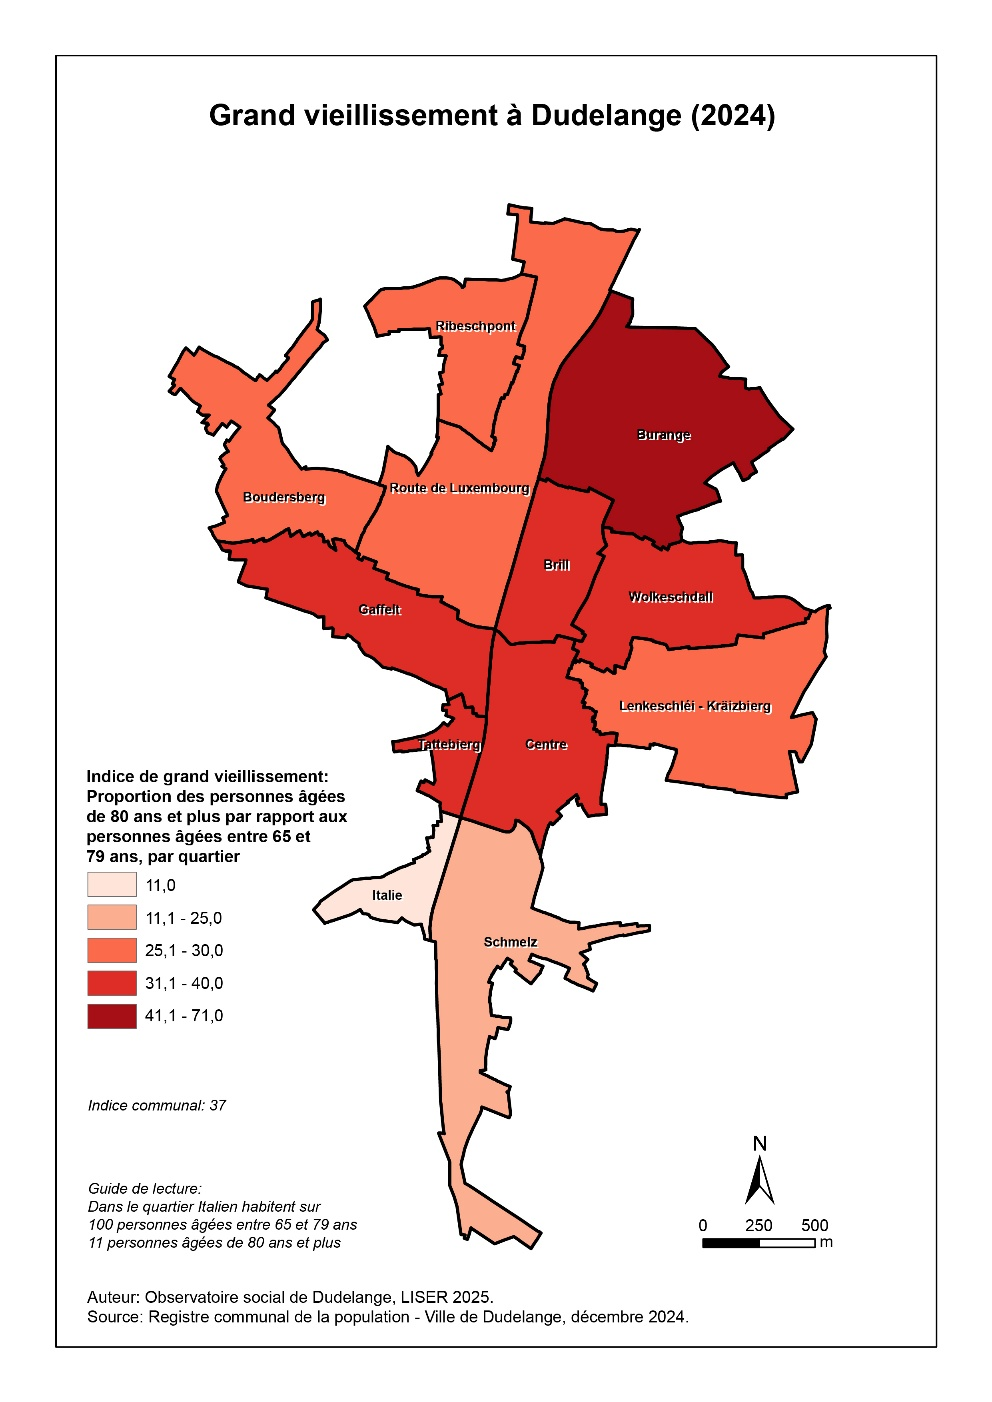 Grand vieillissement à Dudelange (2024)
Ribeschpont
Burange
Route de Luxembourg
Boudersberg
Brill
Wolkeschdall
Gaffelt
Lenkeschléi - Kräizbierg
Tattebierg
Centre
Indice de grand vieillissement:
Proportion des personnes âgées
de 80 ans et plus par rapport aux
personnes âgées entre 65 et
79 ans, par quartier
11,0
11,1 - 25,0
25,1 - 30,0
31,1 - 40,0
41,1 - 71,0
Italie
Schmelz
Indice communal: 37
Guide de lecture:
Dans le quartier Italien habitent sur
100 personnes âgées entre 65 et 79 ans
11 personnes âgées de 80 ans et plus
N
0 250 500
m
Auteur: Observatoire social de Dudelange, LISER 2025.
Source: Registre communal de la population - Ville de Dudelange, décembre 2024.